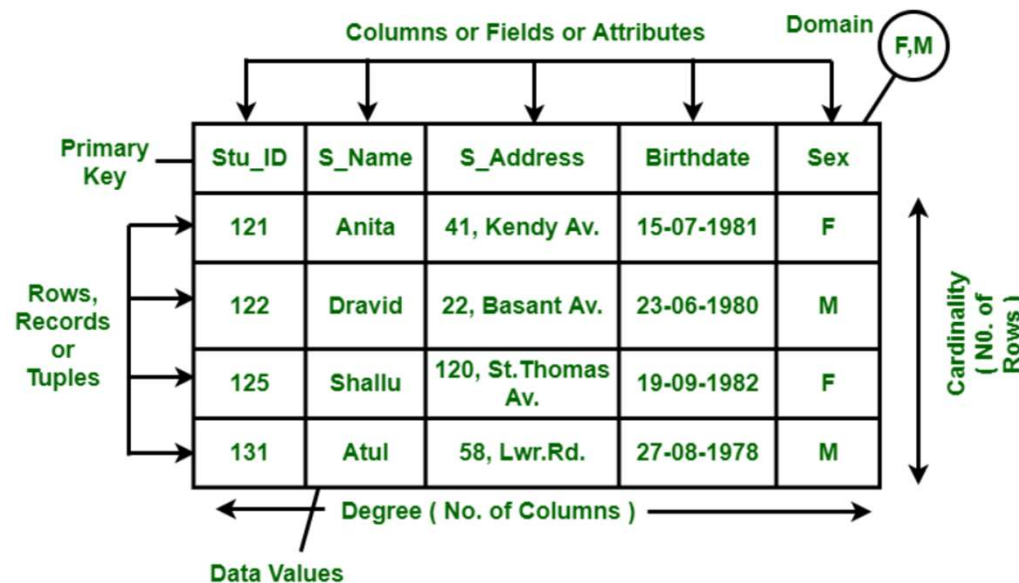 Columns or Fields or Attributes
Domain
F,M
Primary
Key
Stu_ID S_Name S_Address Birthdate Sex
121 Anita 41, Kendy Av. 15-07-1981 F
122 Dravid 22, Basant Av. 23-06-1980 M
125 Shallu 120, St.Thomas
Av. 19-09-1982 F
131 Atul 58, Lwr.Rd. 27-08-1978 M
Rows,
Records
or
Tuples
Cardinality
( N0. of
Rows )
Degree ( No. of Columns )
Data Values